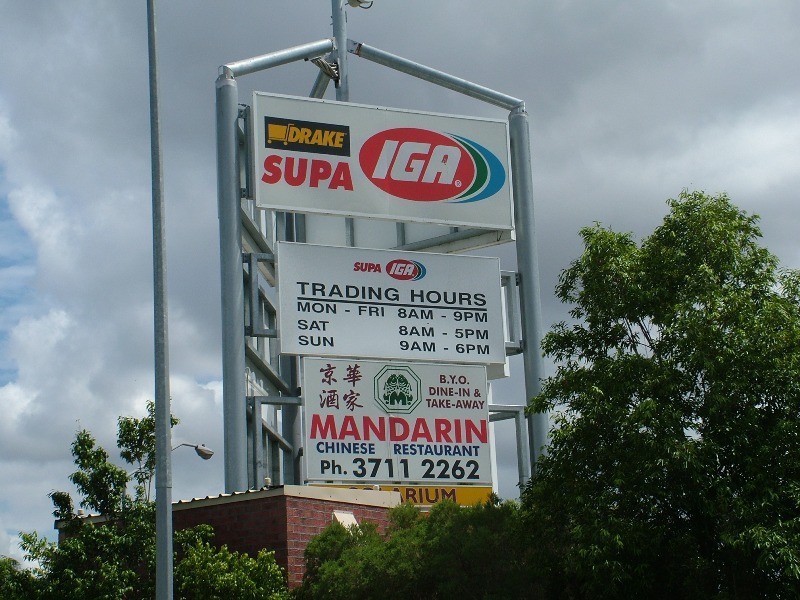 DRAKE
SUPA IGA
SUPA IGA
TRADING HOURS
MON - FRI 8AM - 9PM
SAT 8AM - 5PM
SUN 9AM - 6PM
京華
酒家
B.Y.O.
DINE-IN &
TAKE-AWAY
MANDARIN
CHINESE RESTAURANT
Ph. 3711 2262
ARIUM